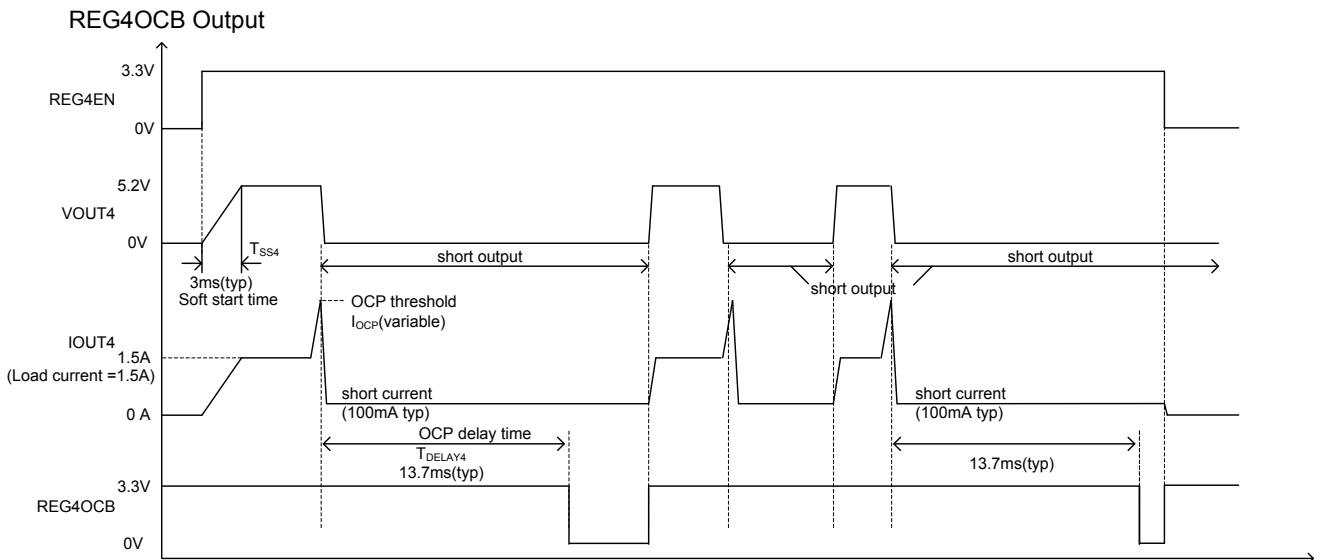 REG4OCB Output
3.3V
REG4EN
0V
5.2V
VOUT4
0V
TSS4
3ms(typ)
Soft start time
short output
short output
short output
OCP threshold
IOCP(variable)
IOUT4
1.5A
(Load current =1.5A)
0 A
short current
(100mA typ)
short current
(100mA typ)
OCP delay time
TDELAY4
13.7ms(typ)
13.7ms(typ)
3.3V
REG4OCB
0V